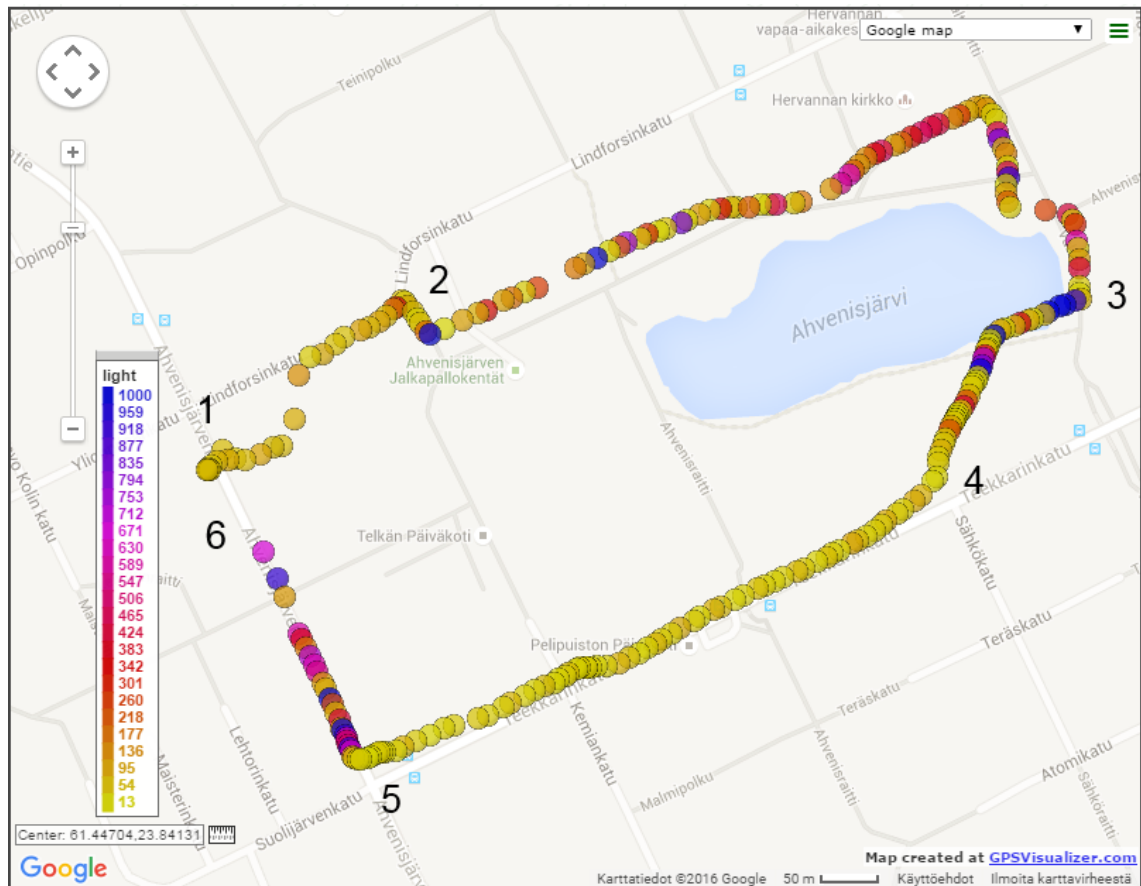 Hervannan
vapaa-aikakes
Google map
Teinipolku
Hervannan kirkko
Lindforsinkatu
Ahvenis
Opinpolku
Lindforsinkatu
2
3
Ahvenisjärvi
Ahvenisjärven
Jalkapallokentät
Lindforsinkatu
1
light
1000
959
918
877
835
794
753
712
671
630
589
547
506
465
424
383
342
301
260
218
177
136
95
54
13
Ahvenisraitti
4
Teekkarinkatu
Telkän Päiväkoti
6
Sähkökatu
Teräskatu
Pelipuiston Päi
Teekkarinkatu
Teräskatu
Kemiankatu
Lehtorinkatu
Maisterinkatu
Ahvenisraitti
Atomikatu
Malmipolku
Sähköraitti
5
Suolijärvenkatu
Center: 61.44704,23.84131
Map created at GPSVisualizer.com
Google
Karttatiedot ©2016 Google 50 m Käyttöehdot Ilmoita karttavirheestä